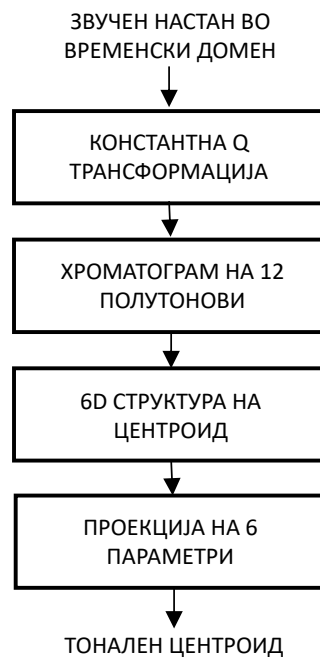 ЗВУЧЕН НАСТАН ВО
ВРЕМЕНСКИ ДОМЕН
КОНСТАНТНА Q
ТРАНСФОРМАЦИЈА
ХРОМАТОГРАМ НА 12
ПОЛУТОНОВИ
6D СТРУКТУРА НА
ЦЕНТРОИД
ПРОЕКЦИЈА НА 6
ПАРАМЕТРИ
ТОНАЛЕН ЦЕНТРОИД